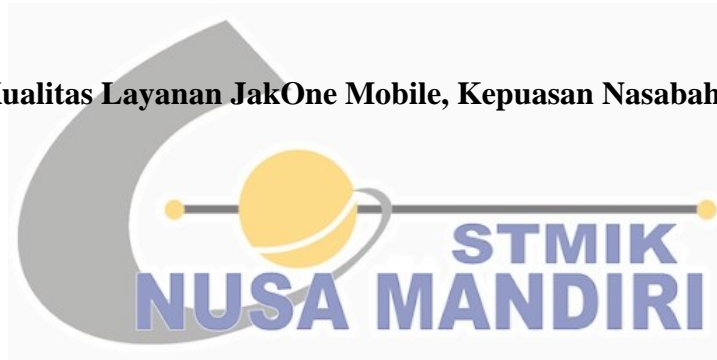 ualitas Layanan JakOne Mobile, Kepuasan Nasabah
STMIK
NUSA MANDIRI